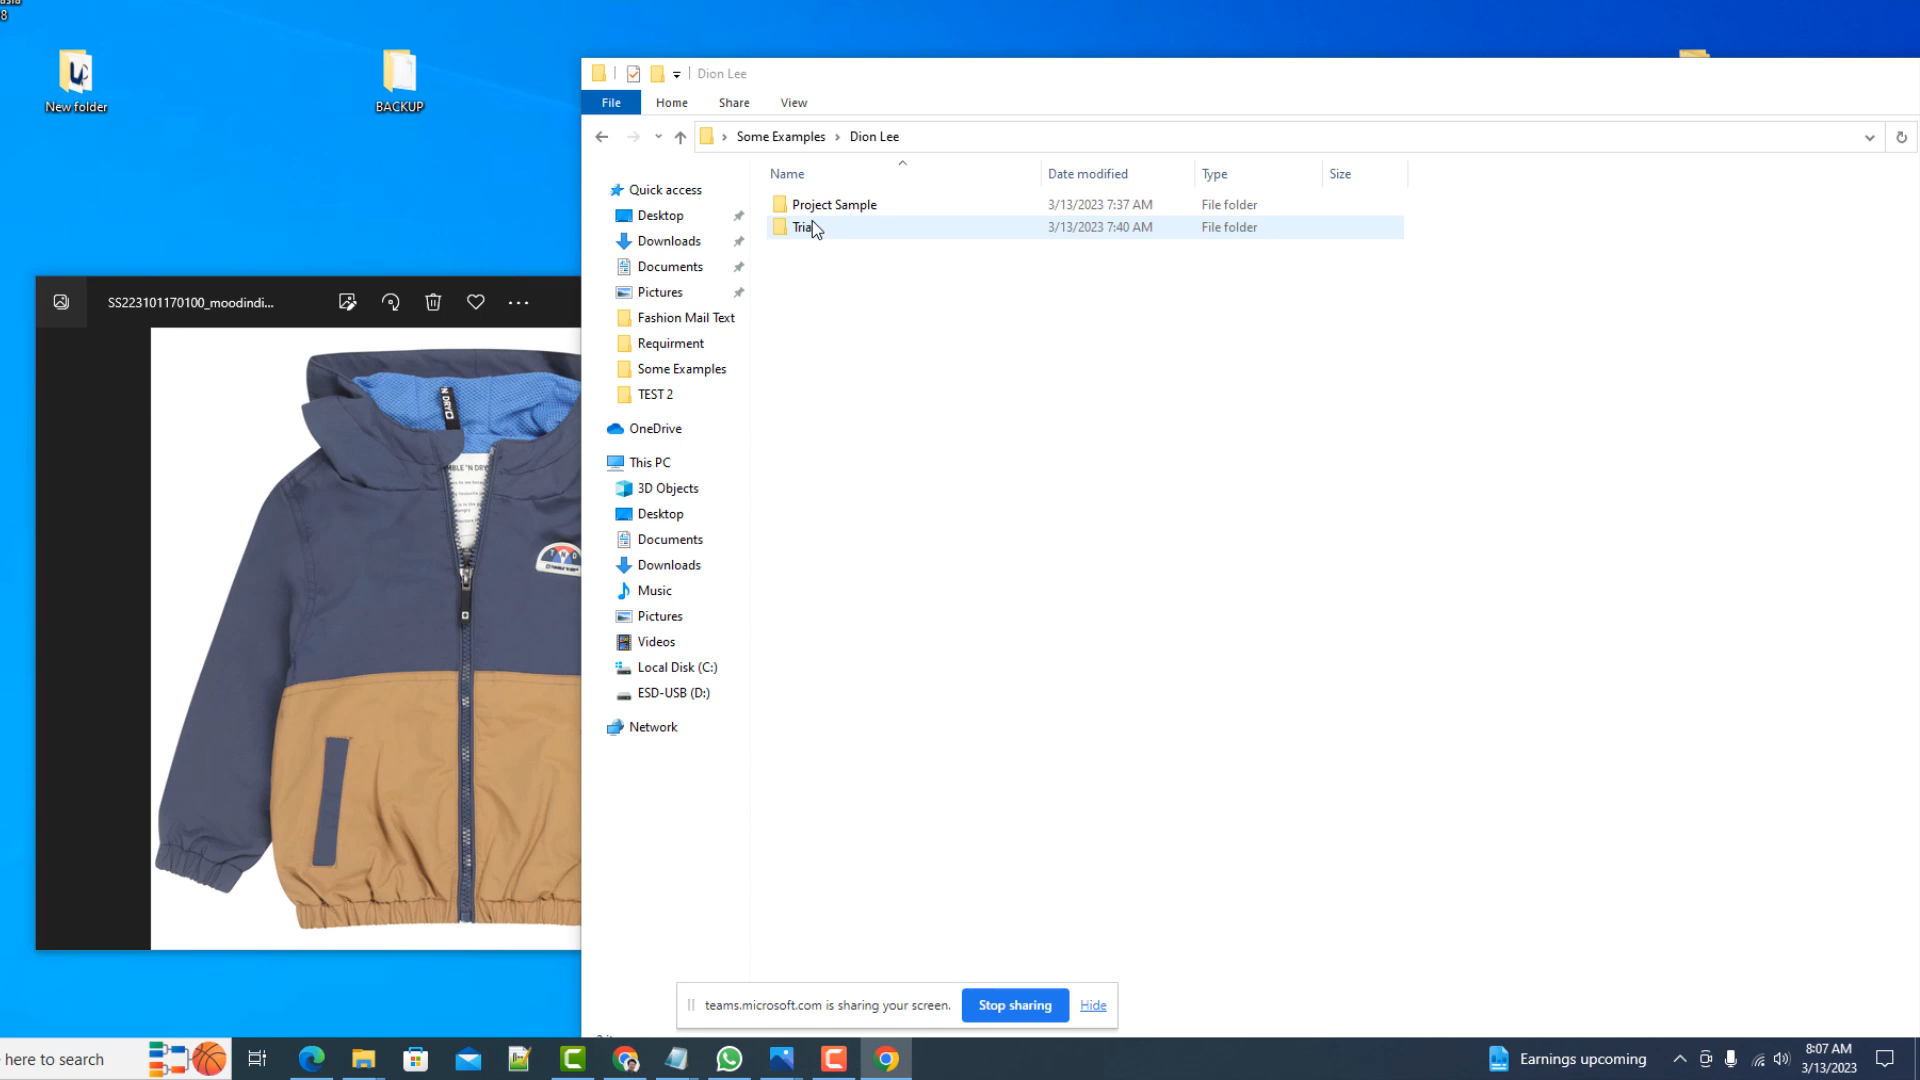 8
New folder
BACKUP
Dion Lee
File
Home
Share
View
Some Examples
Dion Lee
Name
Date modified
Type
Size
Project Sample
3/13/2023 7:37 AM
File folder
3/13/2023 7:40 AM
File folder
Quick access
Desktop
Downloads
Documents
Pictures
Fashion Mail Text
Requirment
Some Examples
TEST 2
OneDrive
This PC
3D Objects
Desktop
Documents
Downloads
Music
Pictures
Videos
Local Disk (C:)
ESD-USB (D:)
Network
SS223101170100_moodindi...
'N DRY
MBLE 'N DRY
T N D
teams.microsoft.com is sharing your screen.
Stop sharing
Hide
here to search
Earnings upcoming
8:07 AM
3/13/2023